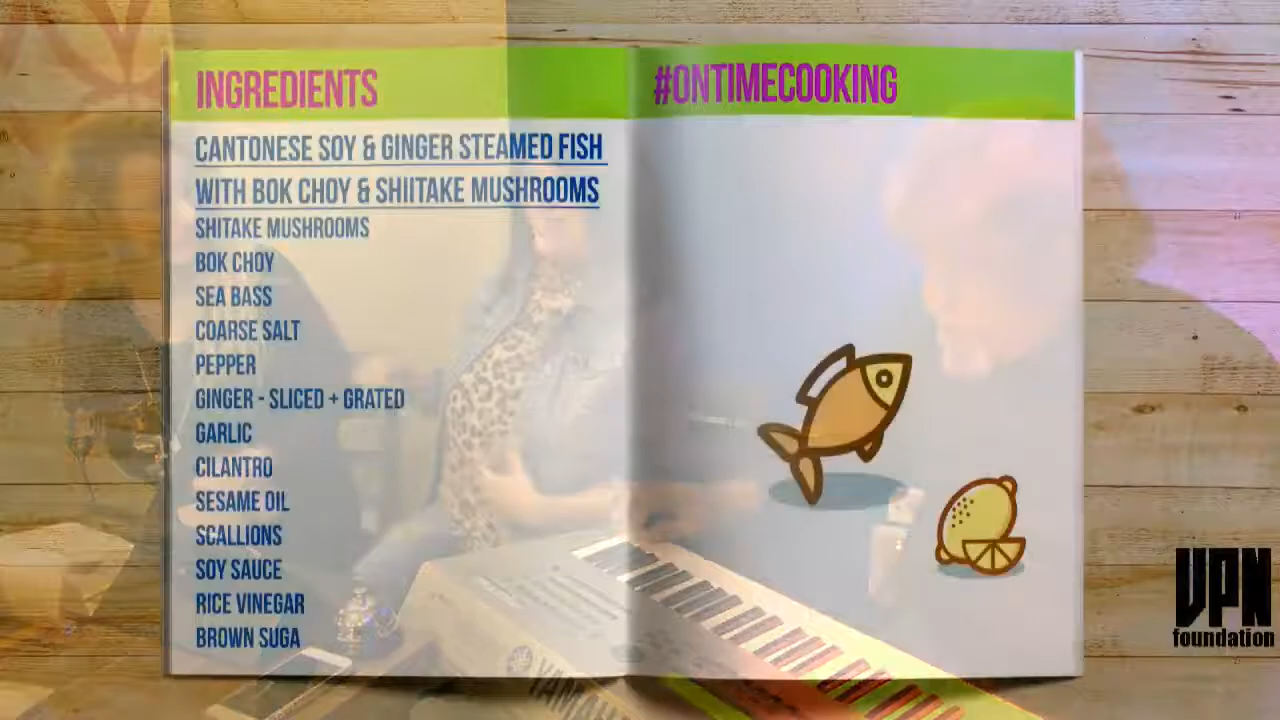 INGREDIENTS
CANTONESE SOY & GINGER STEAMED FISH
WITH BOK CHOY & SHIITAKE MUSHROOMS
SHITAKE MUSHROOMS
BOK CHOY
SEA BASS
COARSE SALT
PEPPER
GINGER - SLICED + GRATED
GARLIC
CILANTRO
SESAME OIL
SCALLIONS
SOY SAUCE
RICE VINEGAR
BROWN SUGA
#ONTIMECOOKING
VPN
foundation
YAMAHA